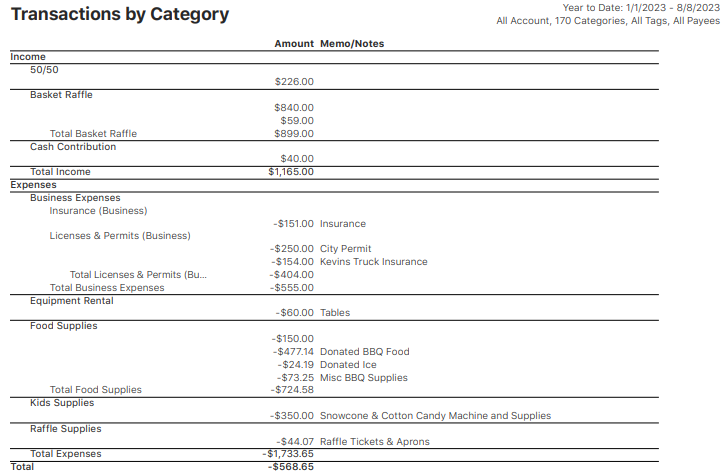 Transactions by Category
Year to Date: 1/1/2023 - 8/8/2023
All Account, 170 Categories, All Tags, All Payees
Amount Memo/Notes
Income
50/50
$226.00
Basket Raffle
$840.00
$59.00
Total Basket Raffle $899.00
Cash Contribution
$40.00
Total Income $1,165.00
Expenses
Business Expenses
Insurance (Business)
-$151.00 Insurance
Licenses & Permits (Business)
-$250.00 City Permit
-$154.00 Kevins Truck Insurance
Total Licenses & Permits (Bu... -$404.00
Total Business Expenses -$555.00
Equipment Rental
-$60.00 Tables
Food Supplies
-$150.00
-$477.14 Donated BBQ Food
-$24.19 Donated Ice
-$73.25 Misc BBQ Supplies
Total Food Supplies -$724.58
Kids Supplies
-$350.00 Snowcone & Cotton Candy Machine and Supplies
Raffle Supplies
-$44.07 Raffle Tickets & Aprons
Total Expenses -$1,733.65
Total -$568.65